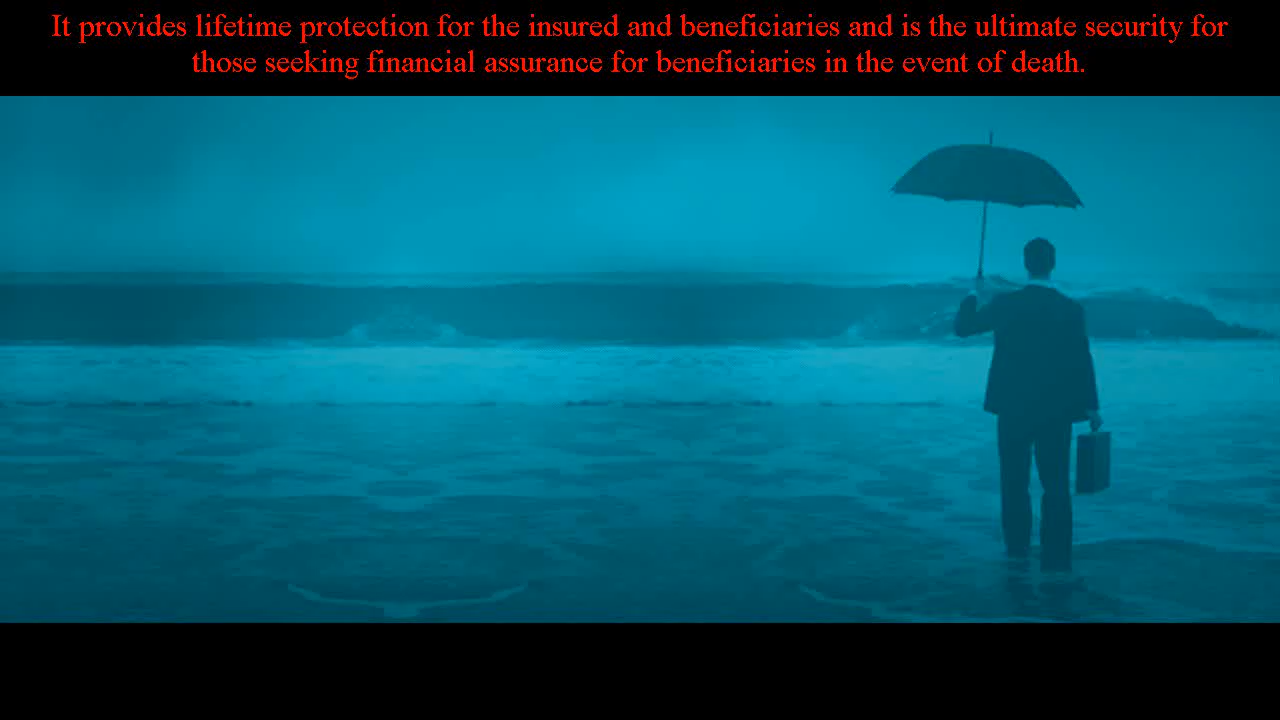 It provides lifetime protection for the insured and beneficiaries and is the ultimate security for
those seeking financial assurance for beneficiaries in the event of death.